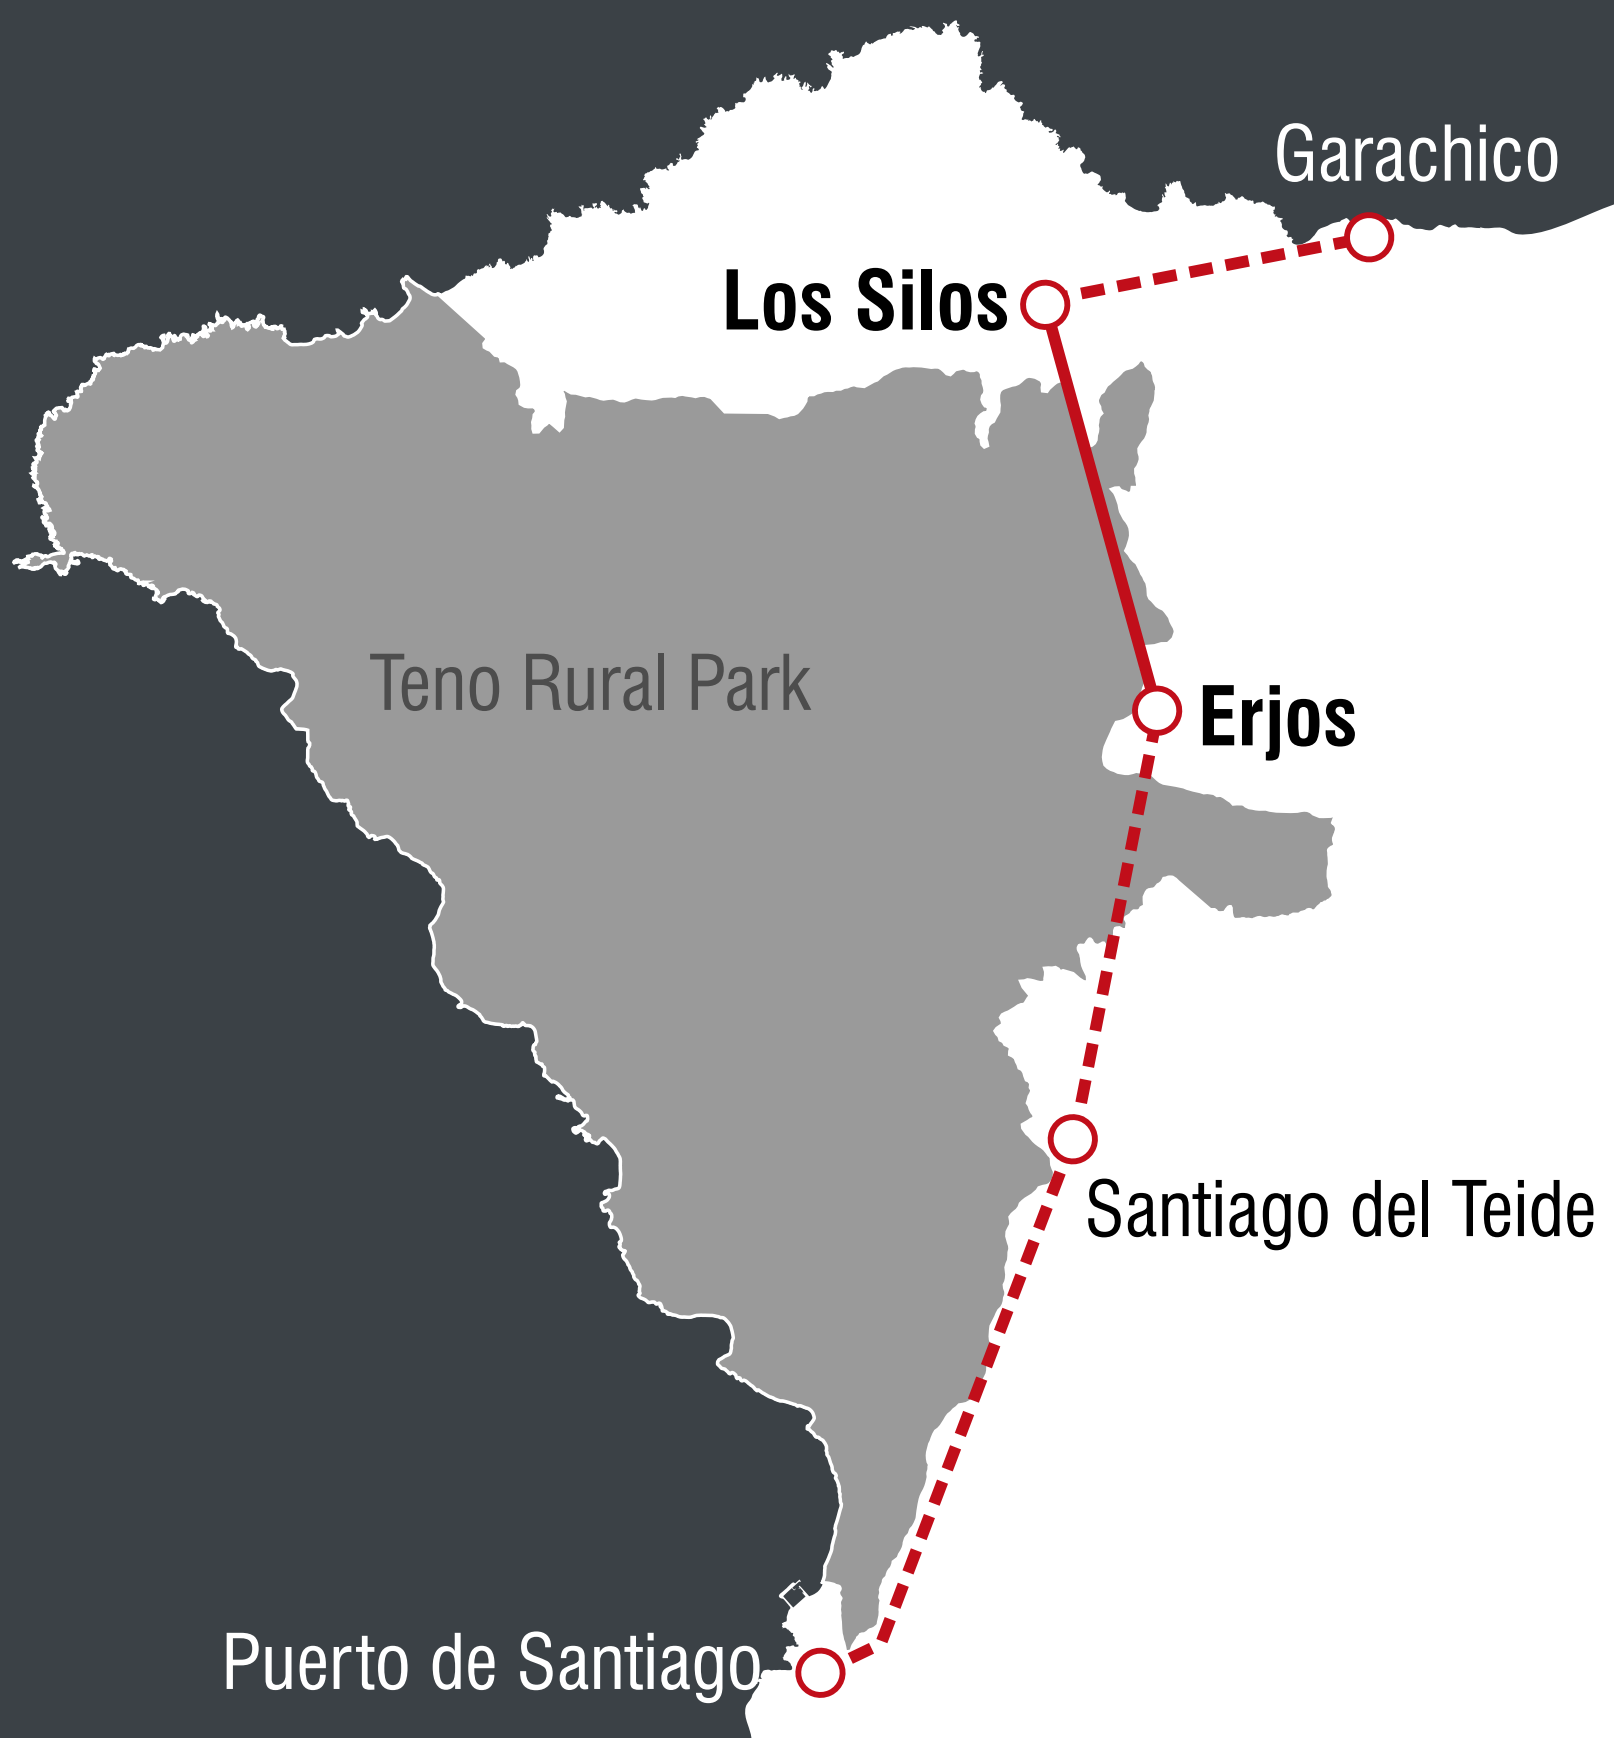 Garachico
Los Silos
Teno Rural Park
Erjos
Santiago del Teide
Puerto de Santiago